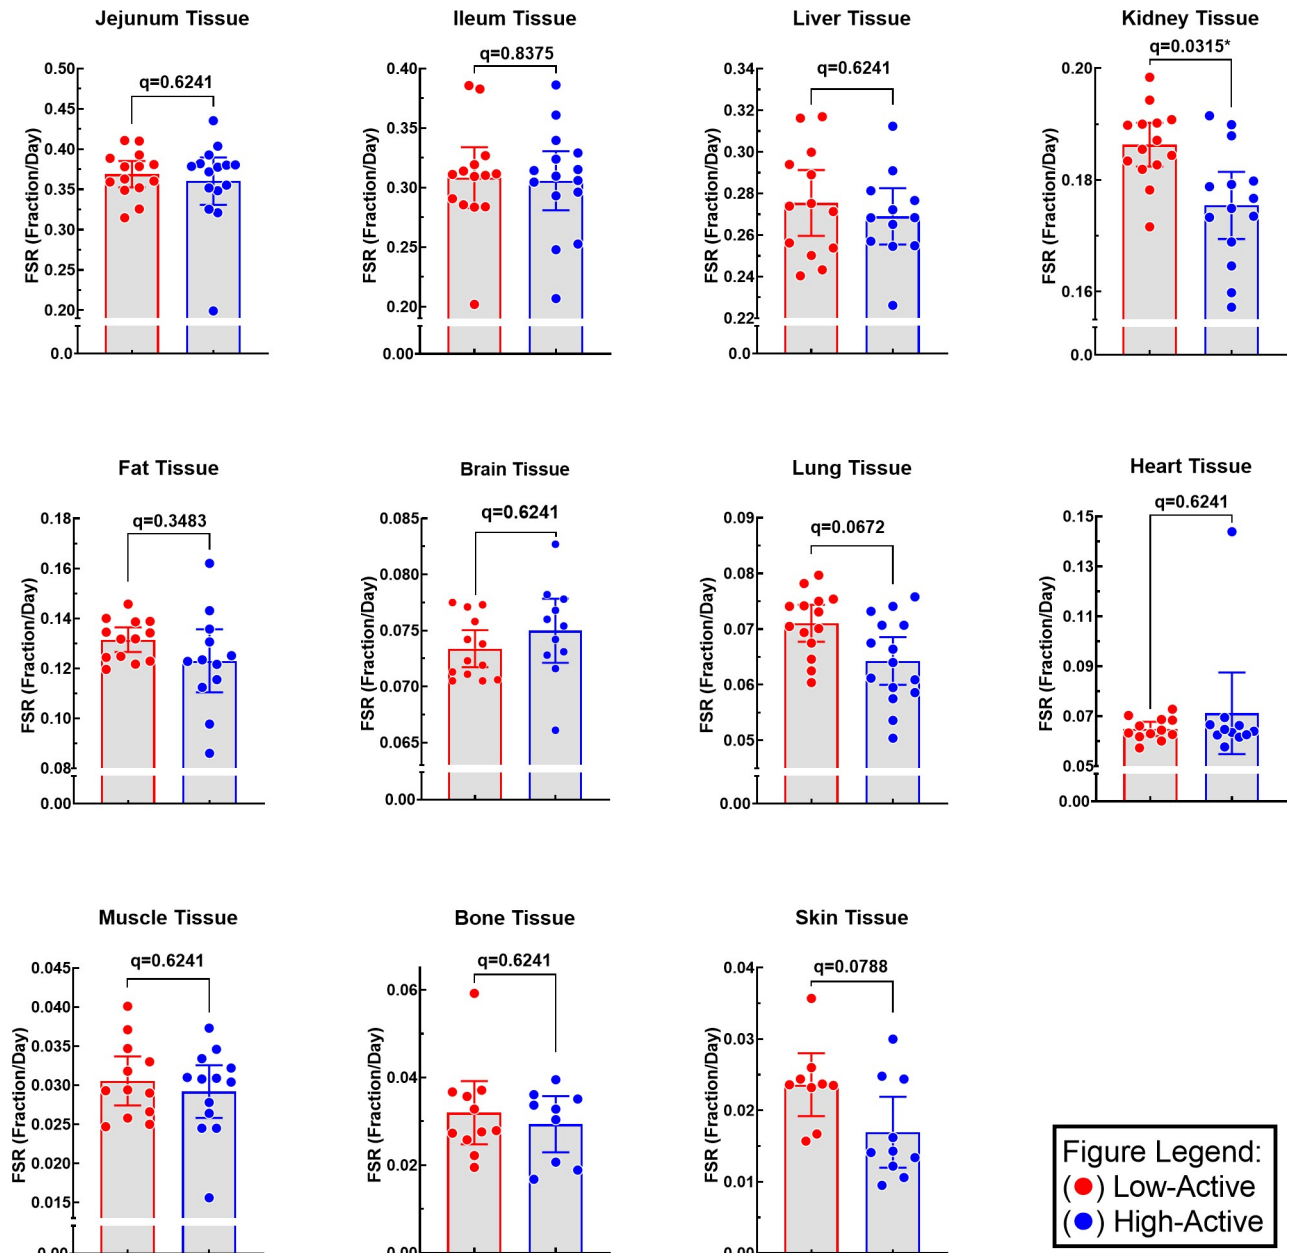 Jejunum Tissue
q=0.6241
FSR (Fraction/Day)
0.50
0.45
0.40
0.35
0.30
0.25
0.20
0.0
Ileum Tissue
q=0.8375
FSR (Fraction/Day)
0.40
0.35
0.30
0.25
0.20
0.00
Liver Tissue
q=0.6241
FSR (Fraction/Day)
0.34
0.32
0.30
0.28
0.26
0.24
0.22
0.0
Kidney Tissue
q=0.0315*
FSR (Fraction/Day)
0.20
0.18
0.16
0.0
Fat Tissue
q=0.3483
FSR (Fraction/Day)
0.18
0.16
0.14
0.12
0.10
0.08
0.00
Brain Tissue
q=0.6241
FSR (Fraction/Day)
0.085
0.080
0.075
0.070
0.065
0.00
Lung Tissue
q=0.0672
FSR (Fraction/Day)
0.09
0.08
0.07
0.06
0.05
0.00
Heart Tissue
q=0.6241
FSR (Fraction/Day)
0.15
0.13
0.11
0.09
0.07
0.05
0.00
Muscle Tissue
q=0.6241
FSR (Fraction/Day)
0.045
0.040
0.035
0.030
0.025
0.020
0.015
0.00
Bone Tissue
q=0.6241
FSR (Fraction/Day)
0.06
0.04
0.02
0.00
Skin Tissue
q=0.0788
FSR (Fraction/Day)
0.04
0.03
0.02
0.01
0.00
Figure Legend:
(●) Low-Active
(●) High-Active